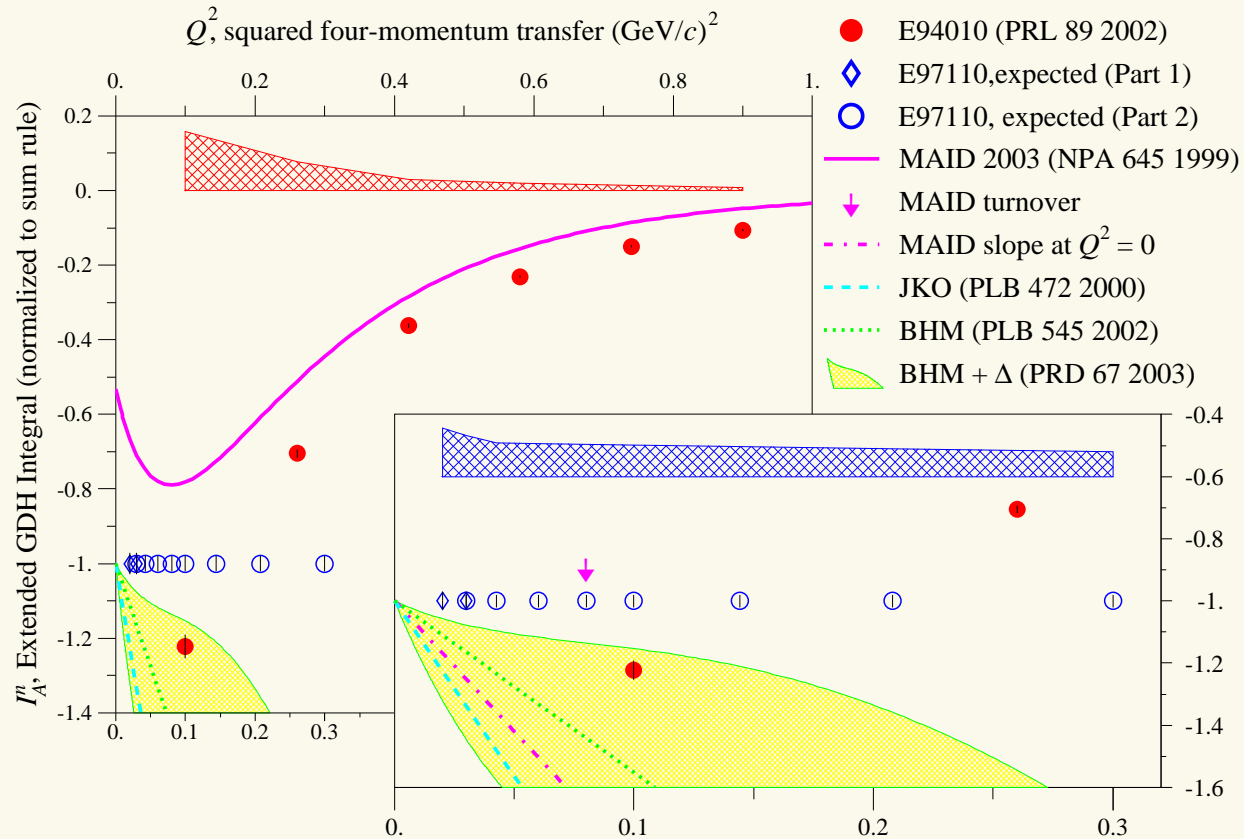 Q², squared four-momentum transfer (GeV/c)²
0. 0.2 0.4 0.6 0.8 1.
E94010 (PRL 89 2002)
E97110,expected (Part 1)
E97110, expected (Part 2)
MAID 2003 (NPA 645 1999)
MAID turnover
MAID slope at Q² = 0
JKO (PLB 472 2000)
BHM (PLB 545 2002)
BHM + Δ (PRD 67 2003)
Iⁿ_A, Extended GDH Integral (normalized to sum rule)
0.2
0.
-0.2
-0.4
-0.6
-0.8
-1.
-1.2
-1.4
0. 0.1 0.2 0.3
-0.4
-0.6
-0.8
-1.
-1.2
-1.4
-1.6
0. 0.1 0.2 0.3